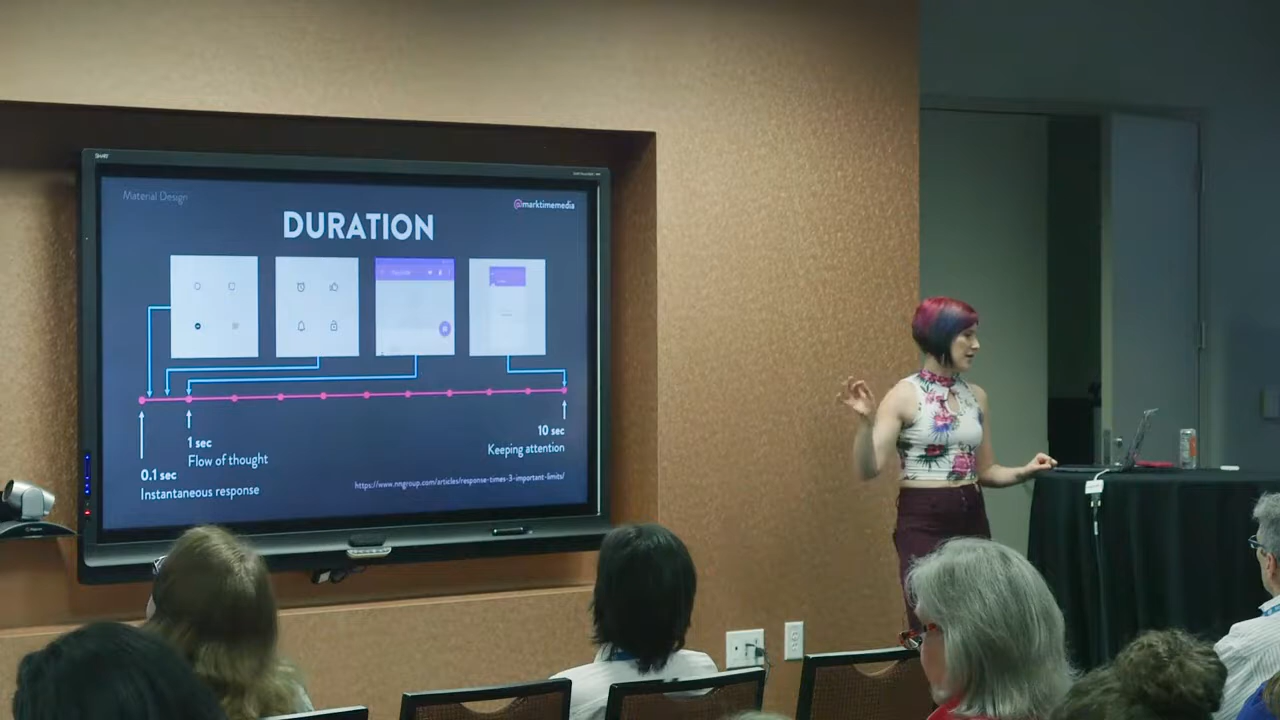 SMART
Material Design
@marktimemedia
DURATION
1 sec
Flow of thought
10 sec
Keeping attention
0.1 sec
Instantaneous response
https://www.nngroup.com/articles/response-times-3-important-limits/